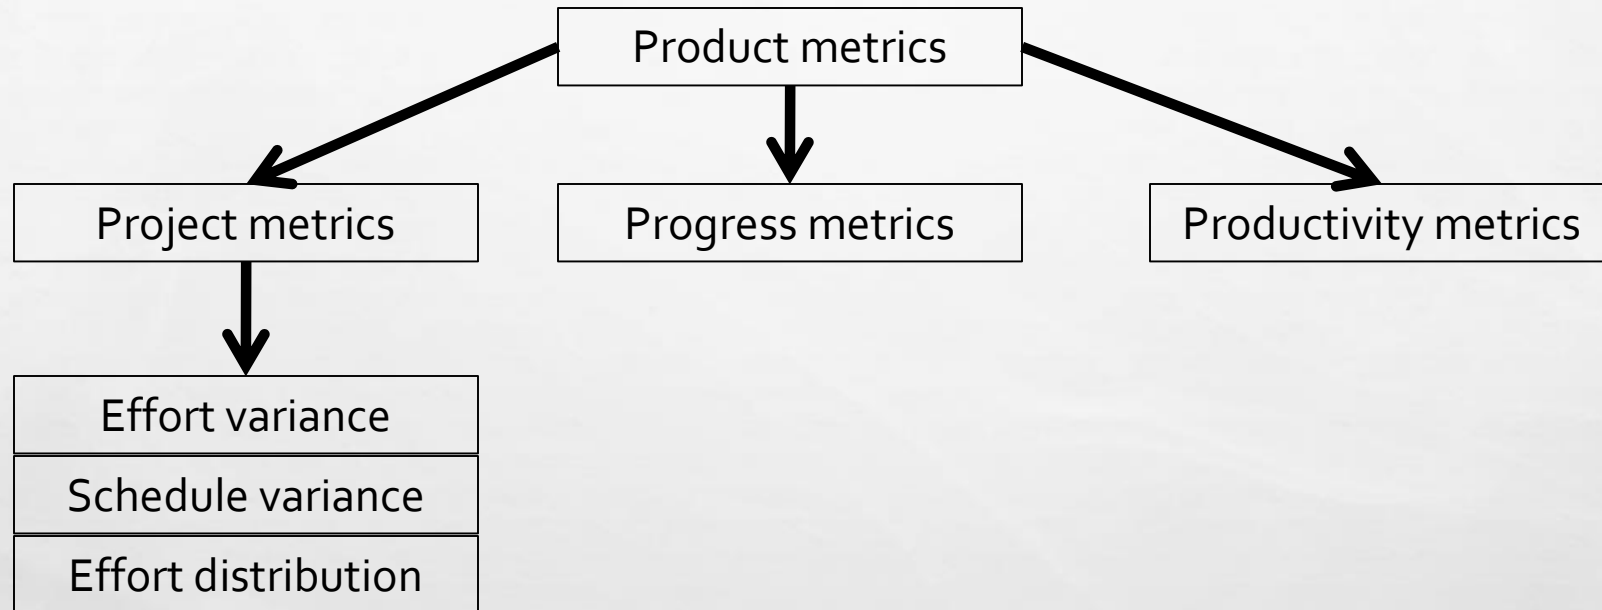 Product metrics
Project metrics
Progress metrics
Productivity metrics
Effort variance
Schedule variance
Effort distribution